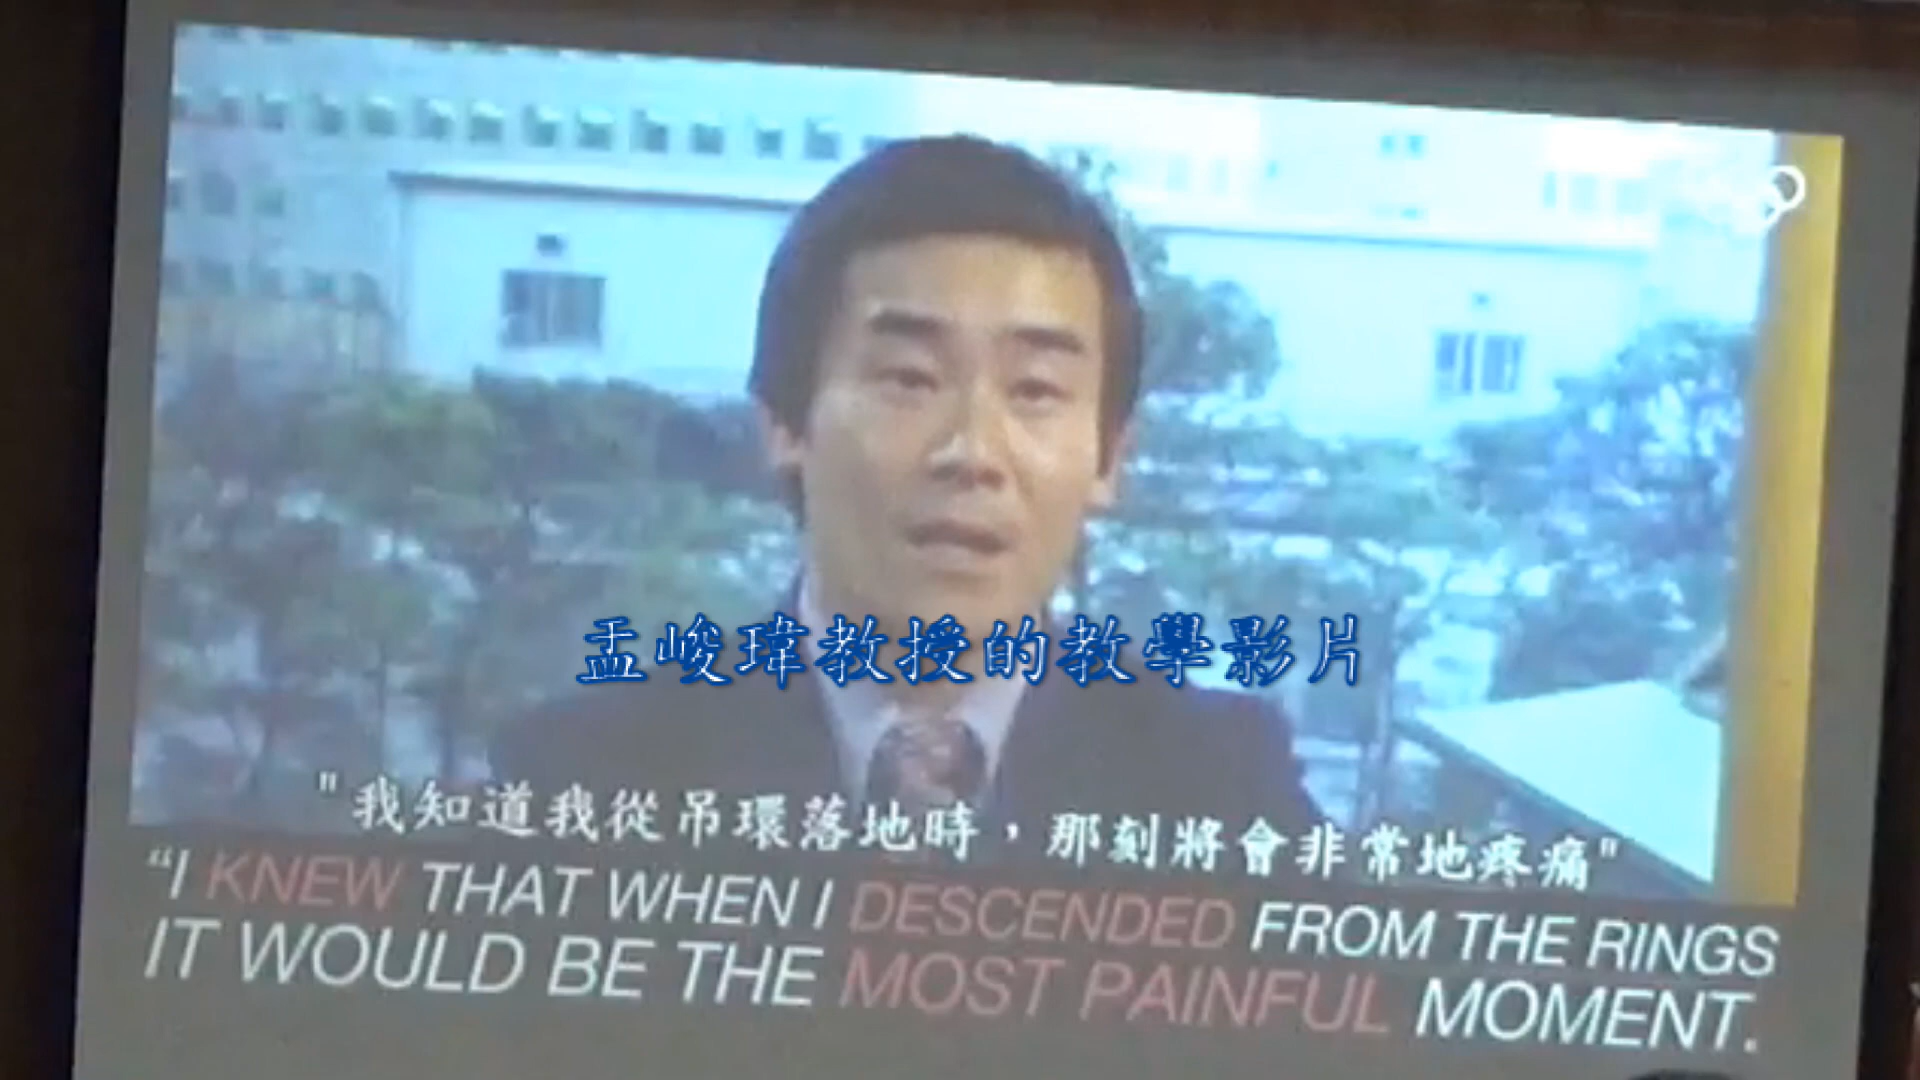 盂峻瑋教授的教學影片
"我知道我從吊環落地時，那刻將會非常地疼痛"
“I KNEW THAT WHEN I DESCENDED FROM THE RINGS
IT WOULD BE THE MOST PAINFUL MOMENT.